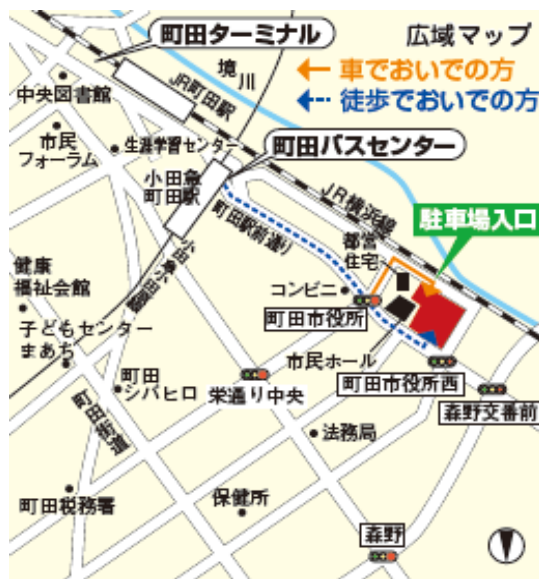 町田ターミナル
広域マップ
車でおいでの方
徒歩でおいでの方
境川
JR町田駅
中央図書館
市民
フォーラム
生涯学習センター
町田バスセンター
小田急
町田駅
JR横浜線
町田駅前通り
駐車場入口
都営
住宅
小田急小田原線
健康
福祉会館
コンビニ
町田市役所
子どもセンター
まあち
市民ホール
町田市役所西
町田
シバヒロ
栄通り中央
森野交番前
町田街道
法務局
町田税務署
保健所
森野